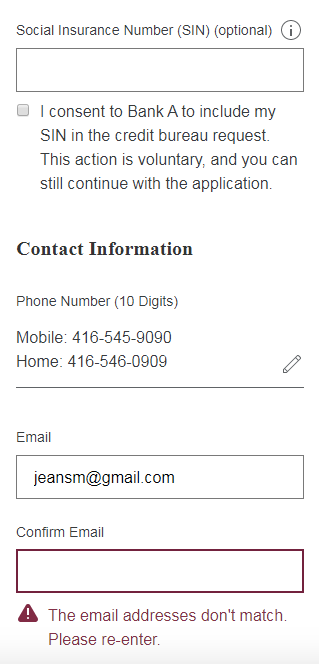 Social Insurance Number (SIN) (optional)
I consent to Bank A to include my
SIN in the credit bureau request.
This action is voluntary, and you can
still continue with the application.
Contact Information
Phone Number (10 Digits)
Mobile: 416-545-9090
Home: 416-546-0909
Email
jeansm@gmail.com
Confirm Email
The email addresses don't match.
Please re-enter.